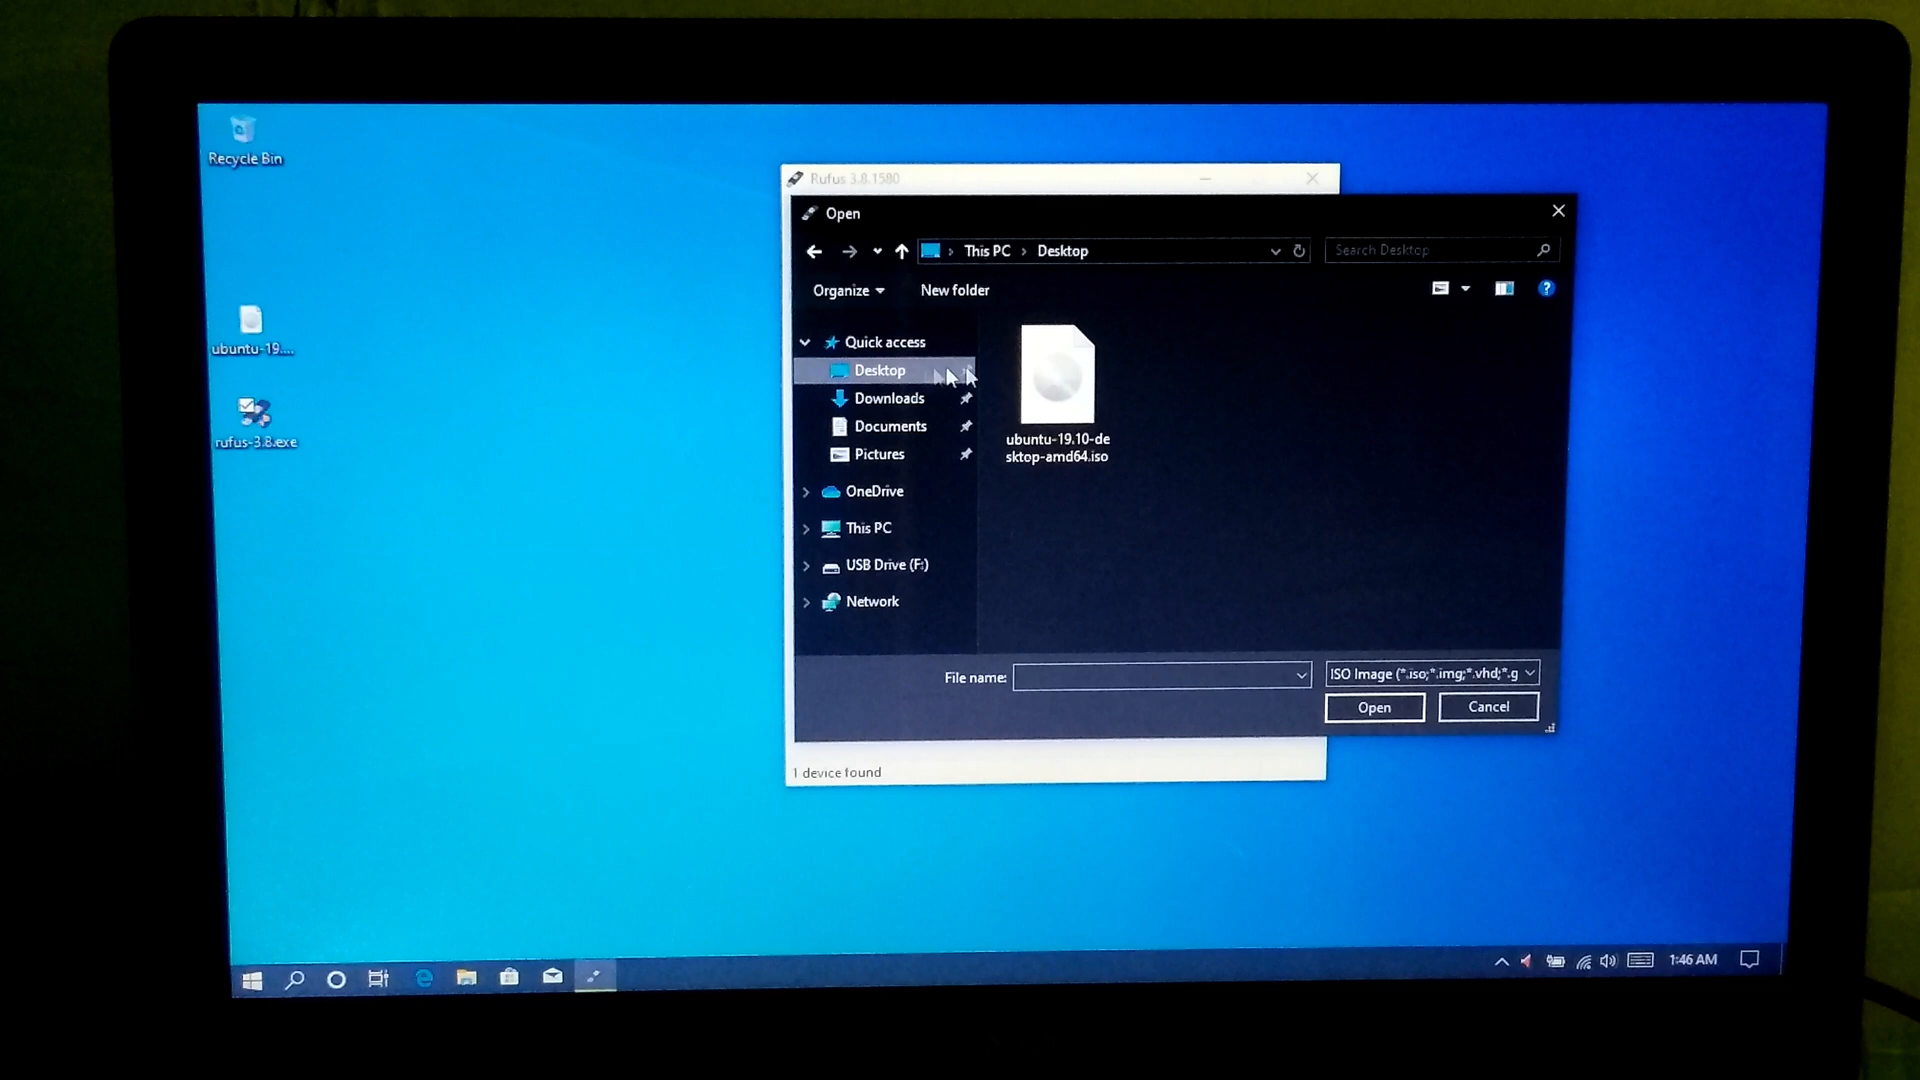 Recycle Bin
ubuntu-19....
rufus-3.8.exe
Rufus 3.8.1580
Open
This PC > Desktop
Search Desktop
Organize
New folder
Quick access
Desktop
Downloads
Documents
Pictures
OneDrive
This PC
USB Drive (F:)
Network
ubuntu-19.10-de
sktop-amd64.iso
File name:
ISO Image (*.iso;*.img;*.vhd;*.g
Open
Cancel
1 device found
1:46 AM